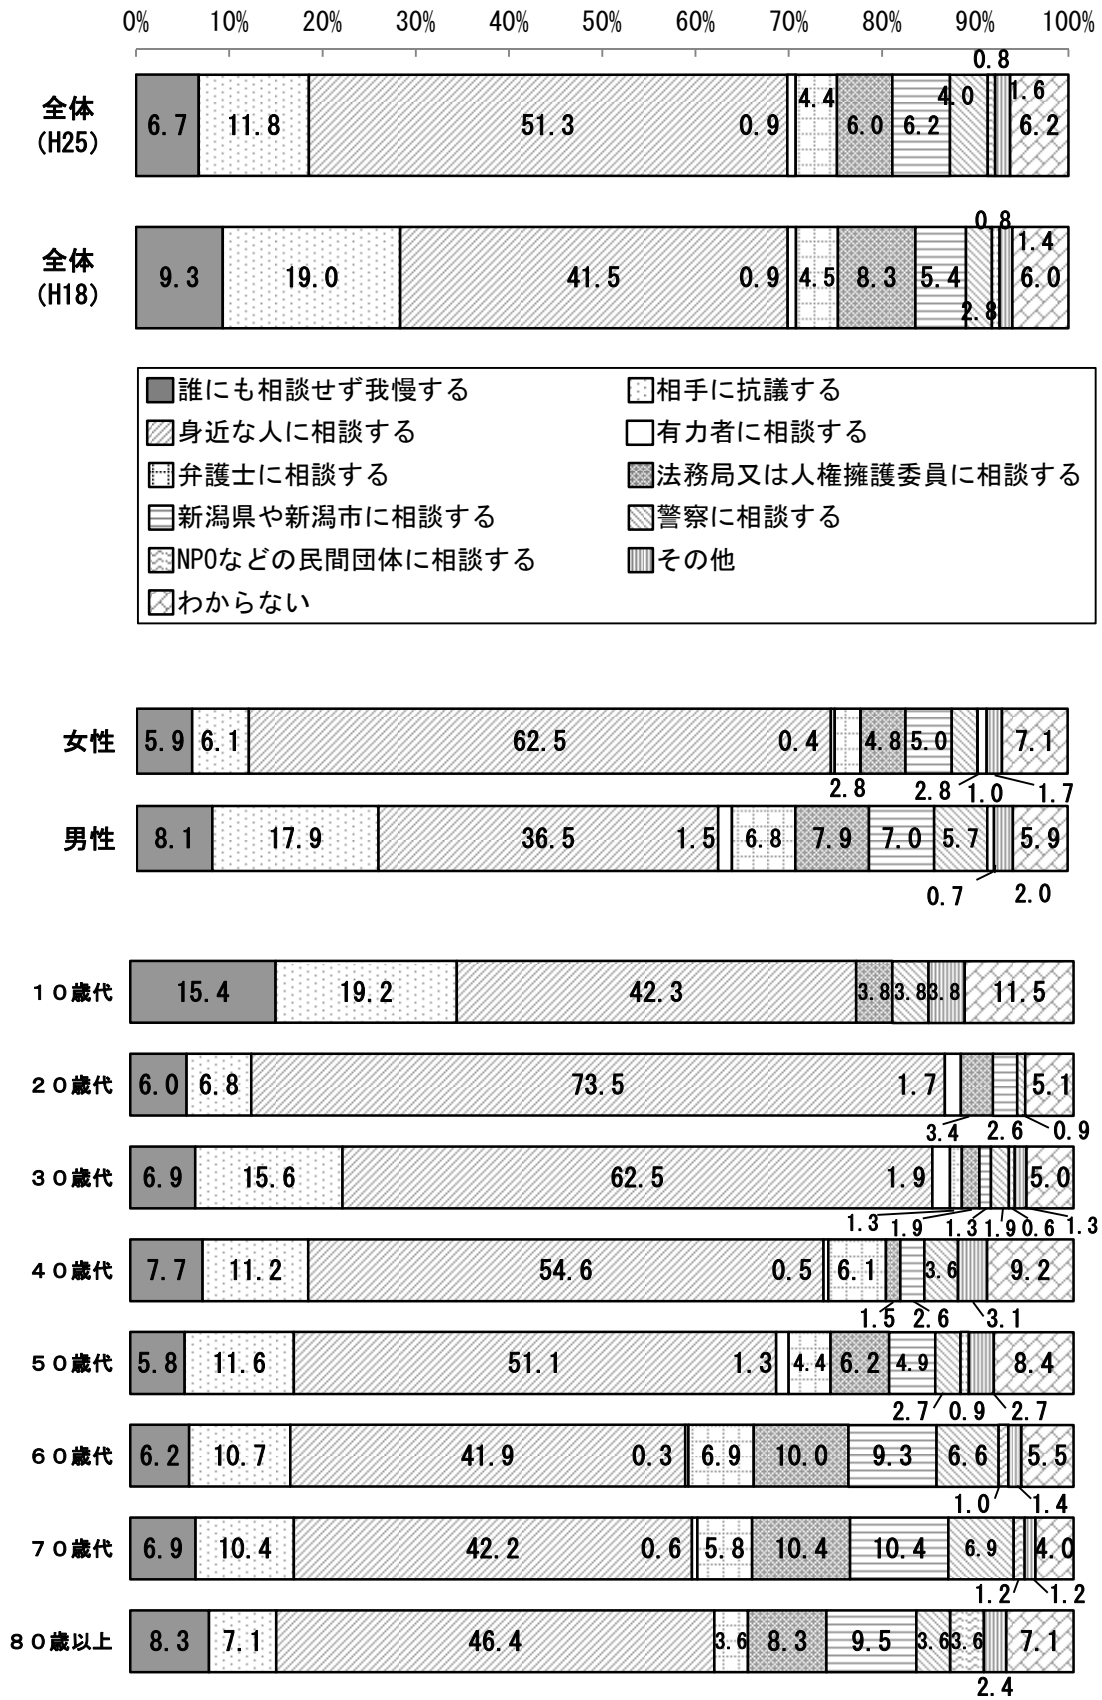 0% 10% 20% 30% 40% 50% 60% 70% 80% 90% 100%
全体
(H25)
6.7 11.8 51.3 0.9 4.4 6.0 6.2 4.0 0.8 1.6 6.2
全体
(H18)
9.3 19.0 41.5 0.9 4.5 8.3 5.4 2.8 0.8 1.4 6.0
誰にも相談せず我慢する 相手に抗議する
身近な人に相談する 有力者に相談する
弁護士に相談する 法務局又は人権擁護委員に相談する
新潟県や新潟市に相談する 警察に相談する
NPOなどの民間団体に相談する その他
わからない
女性 5.9 6.1 62.5 0.4 2.8 4.8 5.0 2.8 1.0 1.7 7.1
男性 8.1 17.9 36.5 1.5 6.8 7.9 7.0 5.7 0.7 2.0 5.9
10歳代 15.4 19.2 42.3 3.8 3.8 3.8 11.5
20歳代 6.0 6.8 73.5 1.7 3.4 2.6 0.9 5.1
30歳代 6.9 15.6 62.5 1.9 1.3 1.9 1.3 1.9 0.6 1.3 5.0
40歳代 7.7 11.2 54.6 0.5 6.1 1.5 2.6 3.6 3.1 9.2
50歳代 5.8 11.6 51.1 1.3 4.4 6.2 4.9 2.7 0.9 2.7 8.4
60歳代 6.2 10.7 41.9 0.3 6.9 10.0 9.3 6.6 1.0 1.4 5.5
70歳代 6.9 10.4 42.2 0.6 5.8 10.4 10.4 6.9 1.2 1.2 4.0
80歳以上 8.3 7.1 46.4 3.6 8.3 9.5 3.6 3.6 2.4 7.1